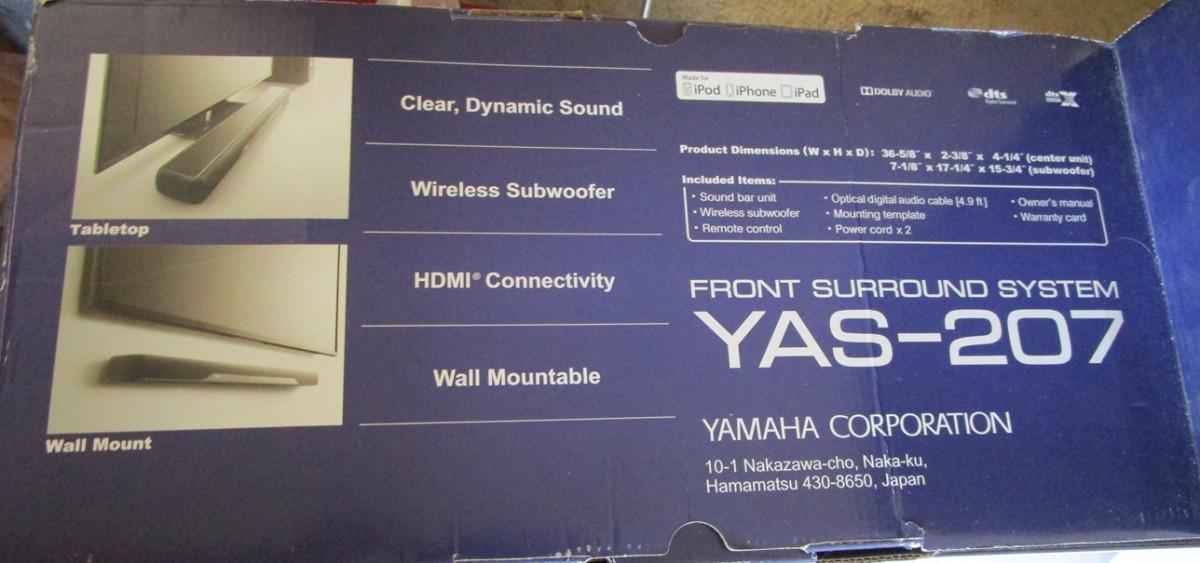 Tabletop
Wall Mount
Clear, Dynamic Sound
Wireless Subwoofer
HDMI® Connectivity
Wall Mountable
Made for
iPod iPhone iPad
DOLBY AUDIO
dts
Digital Surround
dts X
Product Dimensions (W x H x D): 36-5/8" x 2-3/8" x 4-1/4" (center unit)
7-1/8" x 17-1/4" x 15-3/4" (subwoofer)
Included Items:
• Sound bar unit
• Wireless subwoofer
• Remote control
• Optical digital audio cable [4.9 ft]
• Mounting template
• Power cord x 2
• Owner's manual
• Warranty card
FRONT SURROUND SYSTEM
YAS-207
YAMAHA CORPORATION
10-1 Nakazawa-cho, Naka-ku,
Hamamatsu 430-8650, Japan